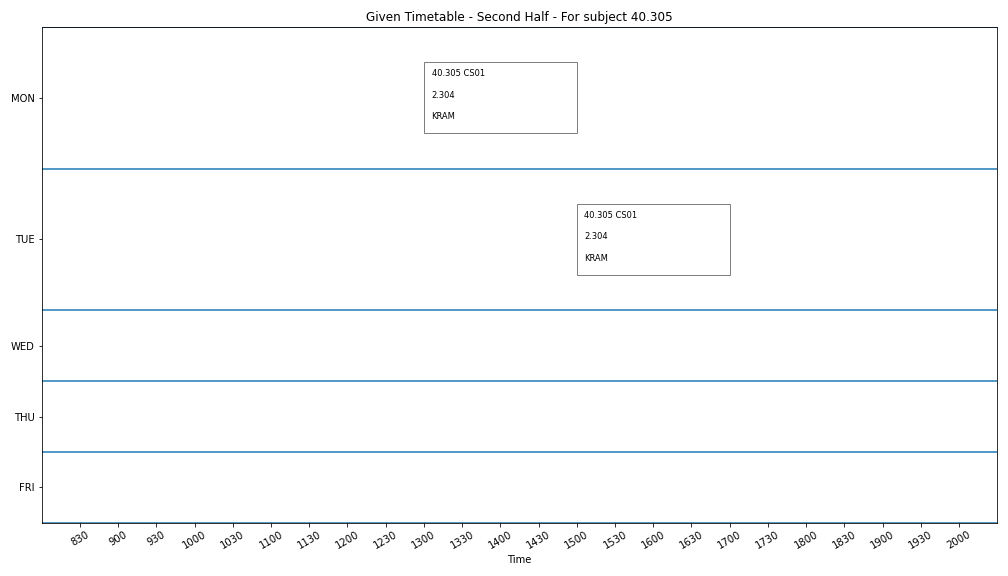 Given Timetable - Second Half - For subject 40.305
MON
40.305 CS01
2.304
KRAM
TUE
40.305 CS01
2.304
KRAM
WED
THU
FRI
830 900 930 1000 1030 1100 1130 1200 1230 1300 1330 1400 1430 1500 1530 1600 1630 1700 1730 1800 1830 1900 1930 2000
Time